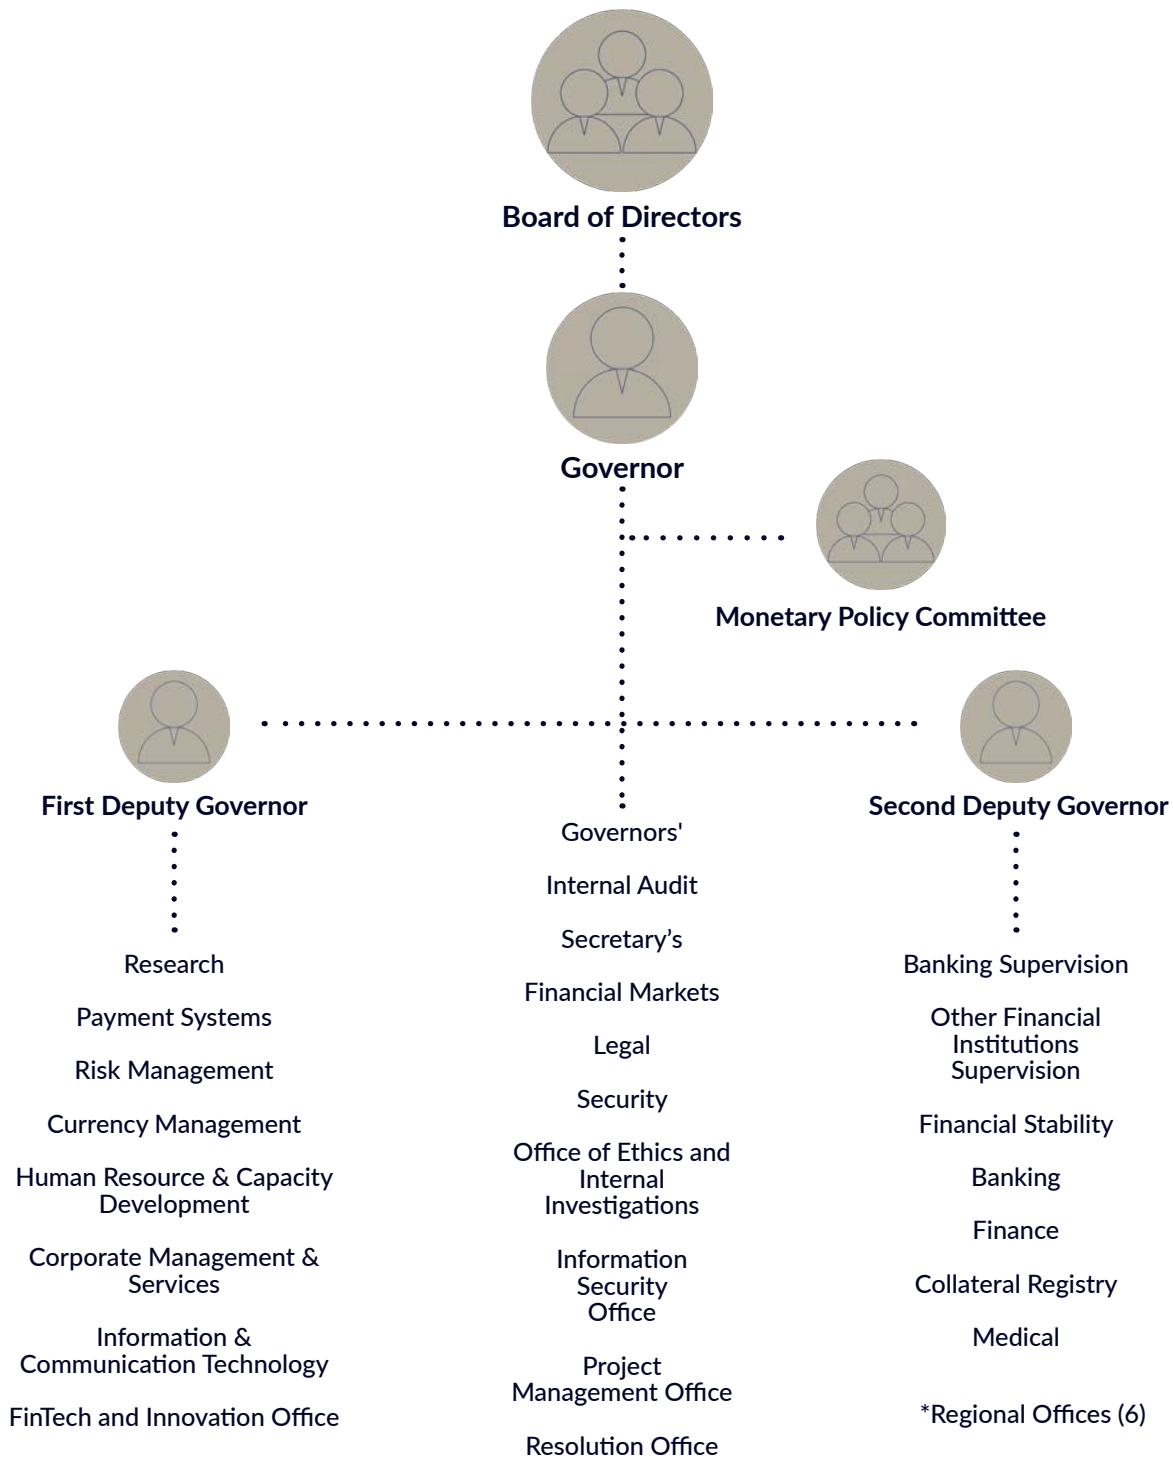 Board of Directors
Governor
Monetary Policy Committee
First Deputy Governor
Research
Payment Systems
Risk Management
Currency Management
Human Resource & Capacity
Development
Corporate Management &
Services
Information &
Communication Technology
FinTech and Innovation Office
Governors'
Internal Audit
Secretary’s
Financial Markets
Legal
Security
Office of Ethics and
Internal
Investigations
Information
Security
Office
Project
Management Office
Resolution Office
Second Deputy Governor
Banking Supervision
Other Financial
Institutions
Supervision
Financial Stability
Banking
Finance
Collateral Registry
Medical
*Regional Offices (6)